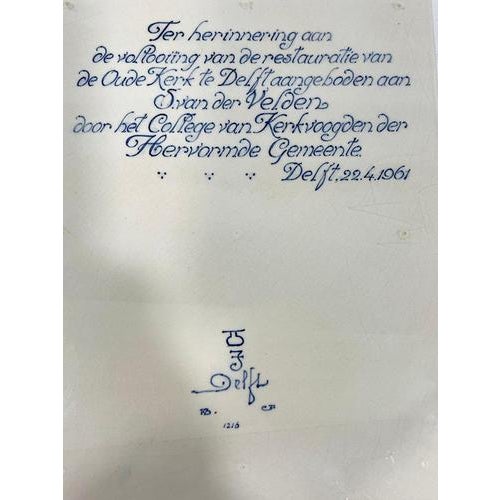 Ter herinnering aan
de voltooiïng van de restauratie van
de Oude Kerk te Delft aangeboden aan
S van der Velden
door het College van Kerkvoogden der
Hervormde Gemeente.
Delft, 22.4.1961
Delft